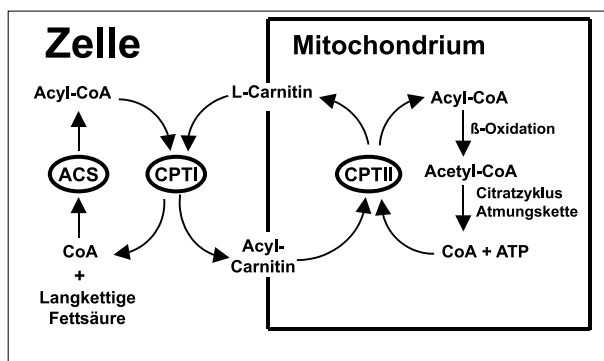 Zelle
Mitochondrium
Acyl-CoA
L-Carnitin
Acyl-CoA
ß-Oxidation
ACS
CPTI
CPTII
Acetyl-CoA
Citratzyklus
Atmungskette
CoA
+
Langkettige
Fettsäure
Acyl-
Carnitin
CoA + ATP